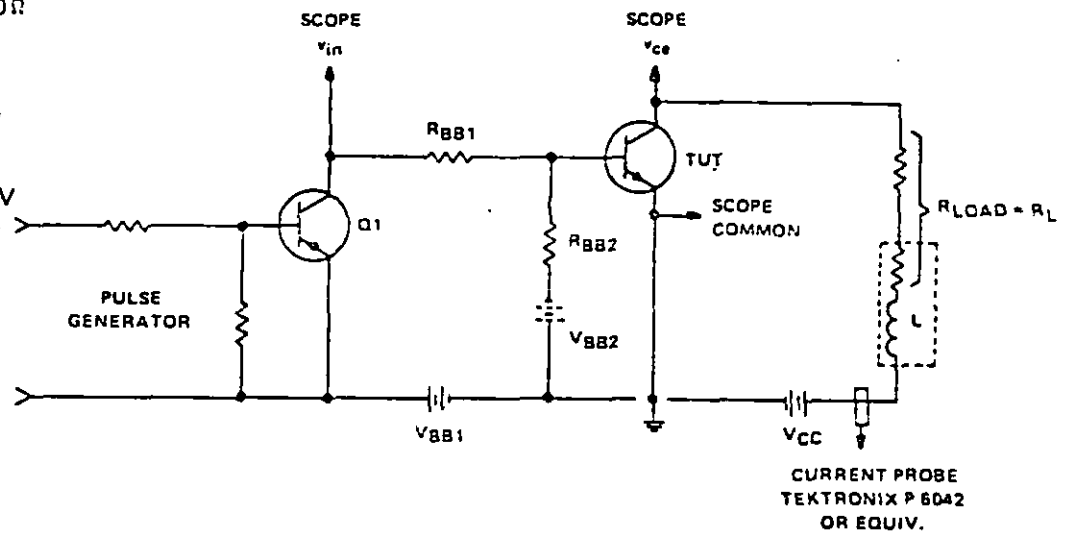 0Ω
SCOPE
vin
SCOPE
vce
RBB1
TUT
V
Q1
SCOPE
COMMON
RLOAD = RL
RBB2
PULSE
GENERATOR
L
VBB2
VBB1
VCC
CURRENT PROBE
TEKTRONIX P 6042
OR EQUIV.